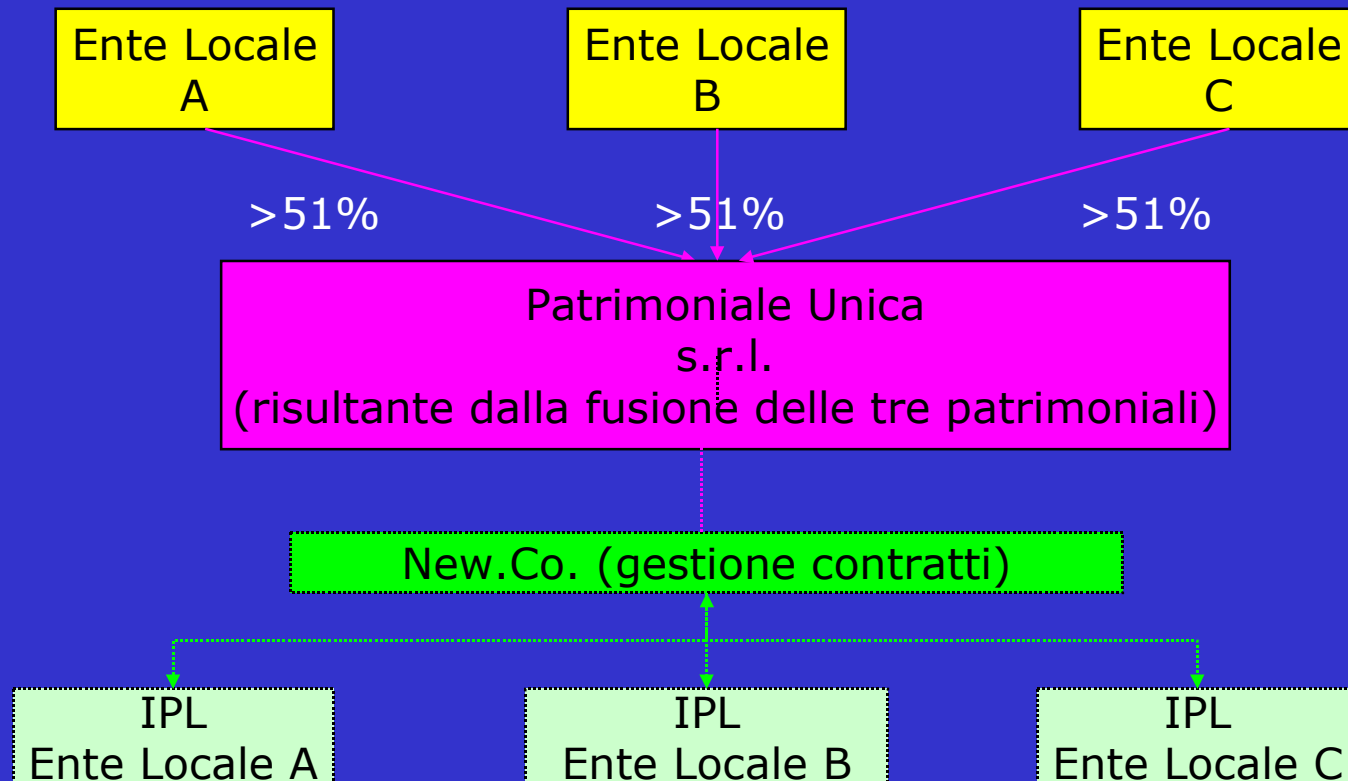 Ente Locale
A
Ente Locale
B
Ente Locale
C
>51%
>51%
>51%
Patrimoniale Unica
s.r.l.
(risultante dalla fusione delle tre patrimoniali)
New.Co. (gestione contratti)
IPL
Ente Locale A
IPL
Ente Locale B
IPL
Ente Locale C